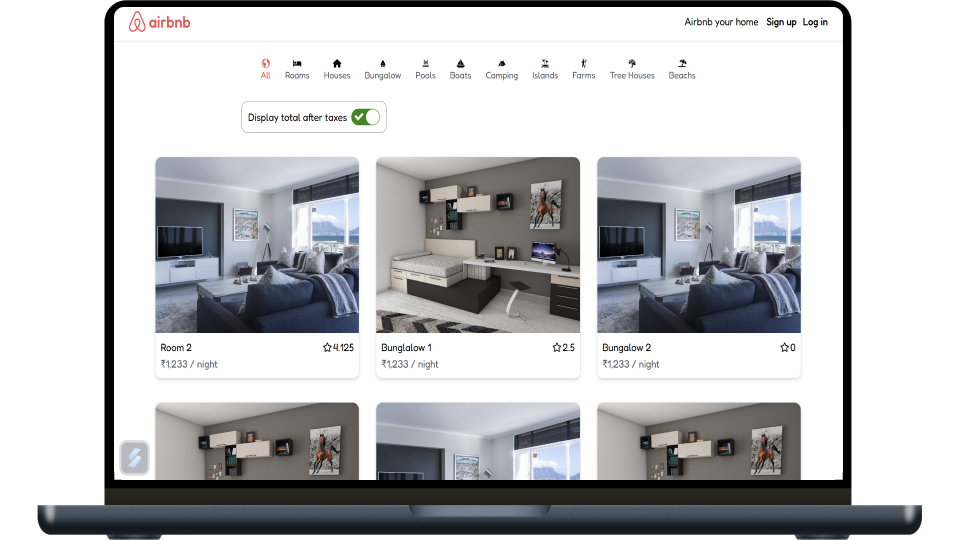 airbnb
Airbnb your home Sign up Log in
All Rooms Houses Bungalow Pools Boats Camping Islands Farms Tree Houses Beachs
Display total after taxes
Room 2 4.125
₹1,233 / night
Bunglalow 1 2.5
₹1,233 / night
Bungalow 2 0
₹1,233 / night